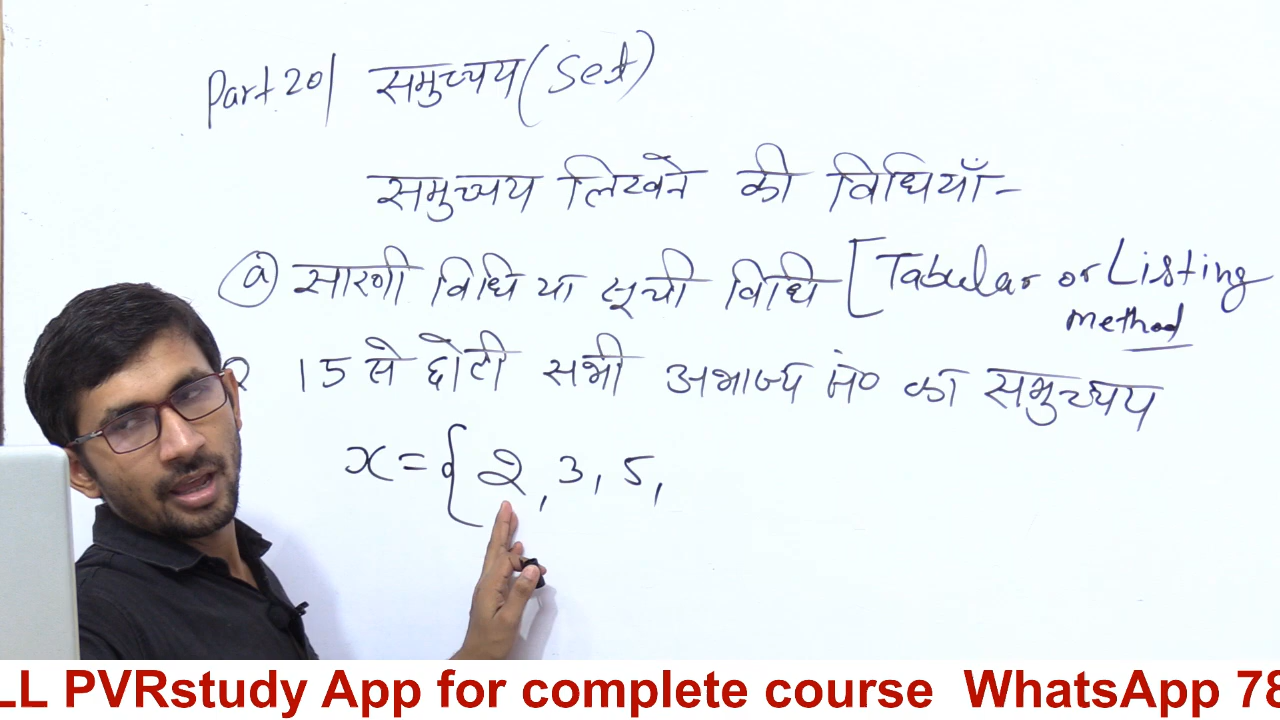 Part 20| समुच्चय (Set)
समुच्चय लिखने की विधियाँ-
(a) सारणी विधि या सूची विधि [Tabular or Listing
method
15 से छोटी सभी अभाज्य सं० का समुच्चय
x = { 2, 3, 5,
LL PVRstudy App for complete course WhatsApp 78